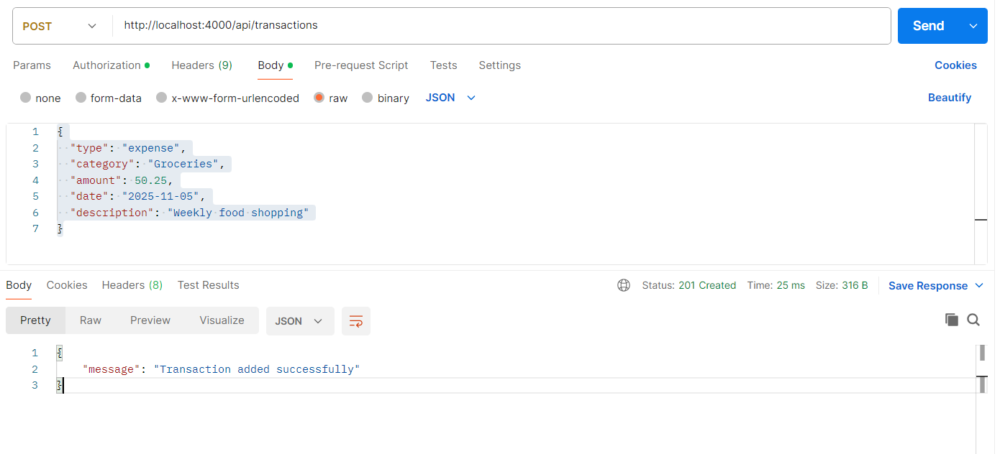 POST http://localhost:4000/api/transactions Send
Params Authorization Headers (9) Body Pre-request Script Tests Settings Cookies
none form-data x-www-form-urlencoded raw binary JSON Beautify
1 {
2 "type": "expense",
3 "category": "Groceries",
4 "amount": 50.25,
5 "date": "2025-11-05",
6 "description": "Weekly food shopping"
7 }
Body Cookies Headers (8) Test Results Status: 201 Created Time: 25 ms Size: 316 B Save Response
Pretty Raw Preview Visualize JSON
1 {
2 "message": "Transaction added successfully"
3 }